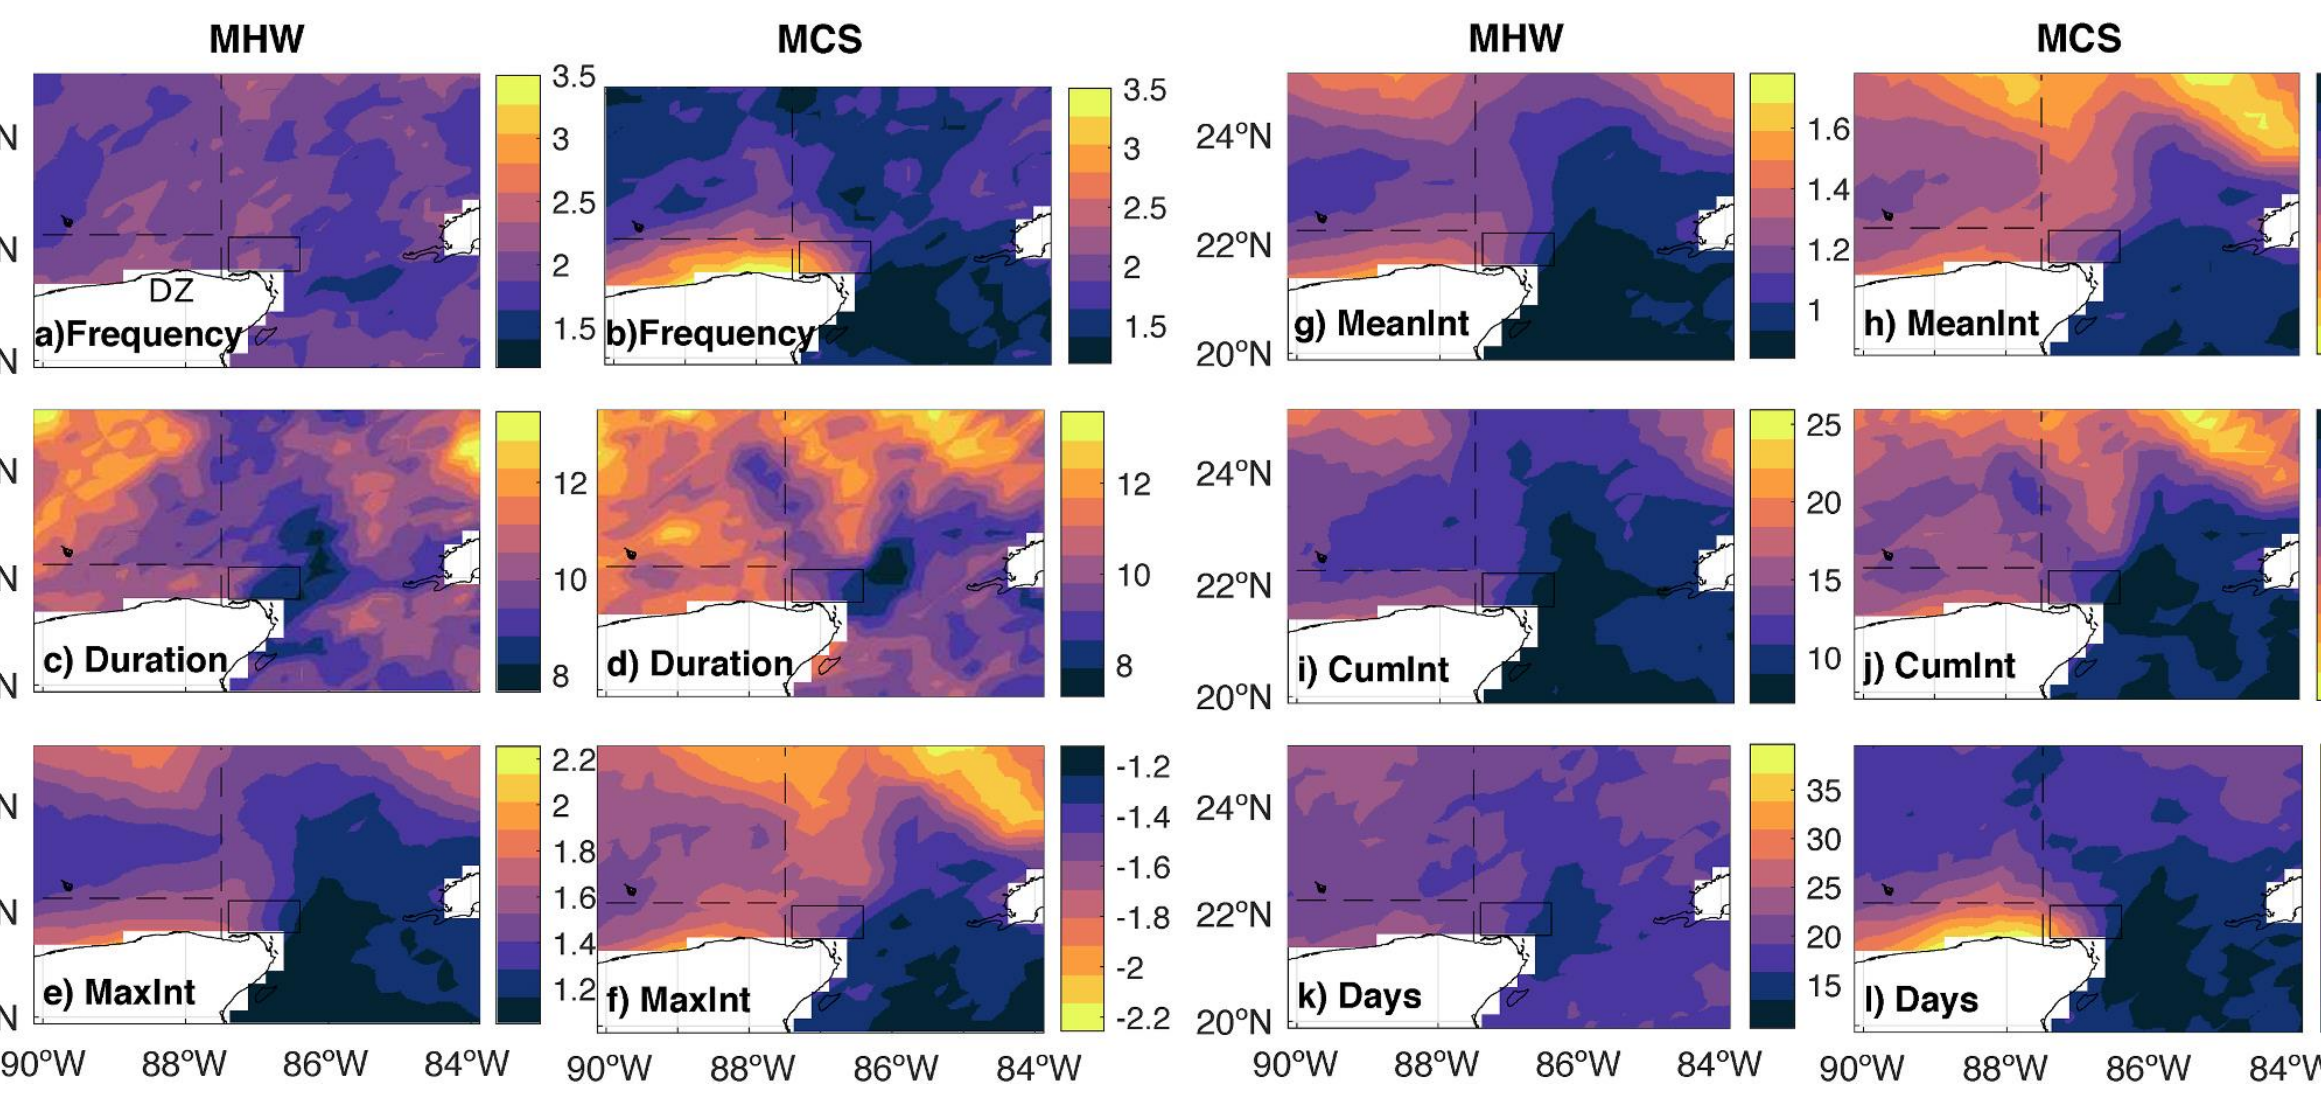 MHW
MCS
MHW
MCS
3.5
3
2.5
2
1.5
3.5
3
2.5
2
1.5
24°N
22°N
20°N
1.6
1.4
1.2
1
N
N
N
DZ
a)Frequency
b)Frequency
g) MeanInt
h) MeanInt
12
10
8
12
10
8
24°N
22°N
20°N
25
20
15
10
N
N
N
c) Duration
d) Duration
i) CumInt
j) CumInt
2.2
2
1.8
1.6
1.4
1.2
-1.2
-1.4
-1.6
-1.8
-2
-2.2
24°N
22°N
20°N
35
30
25
20
15
N
N
N
e) MaxInt
f) MaxInt
k) Days
l) Days
90°W 88°W 86°W 84°W
90°W 88°W 86°W 84°W
90°W 88°W 86°W 84°W
90°W 88°W 86°W 84°